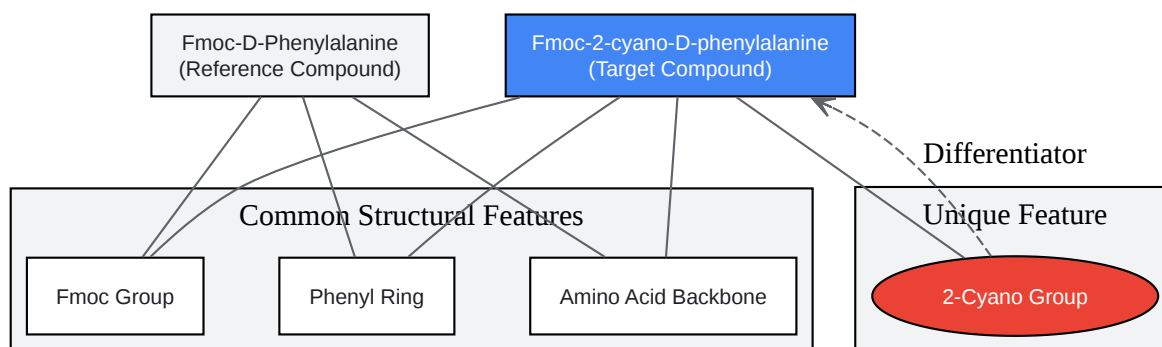 Fmoc-D-Phenylalanine
(Reference Compound)
Fmoc-2-cyano-D-phenylalanine
(Target Compound)
Differentiator
Common Structural Features
Unique Feature
Fmoc Group
Phenyl Ring
Amino Acid Backbone
2-Cyano Group